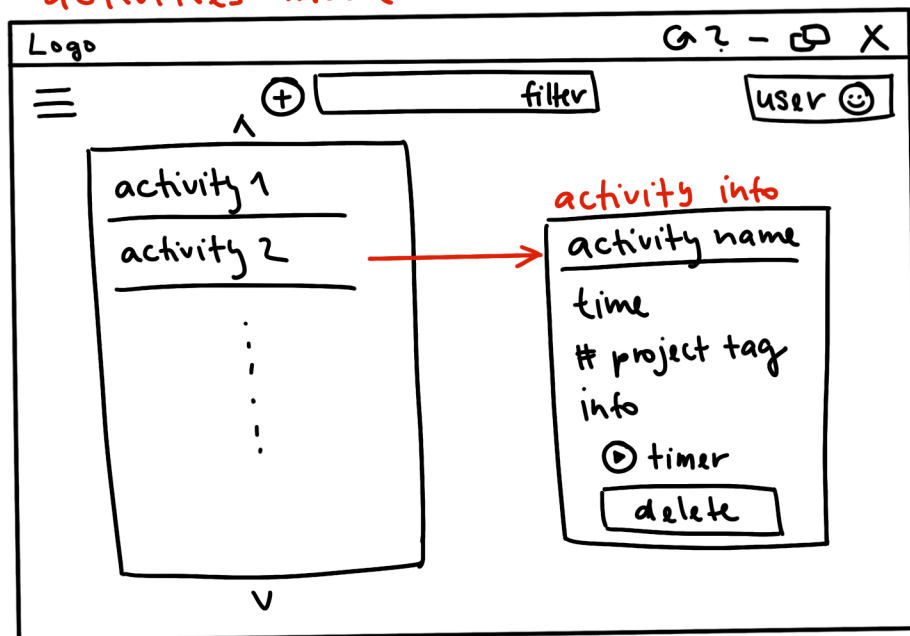 Logo
?
filter
user
activity 1
activity 2
activity info
activity name
time
# project tag
info
timer
delete